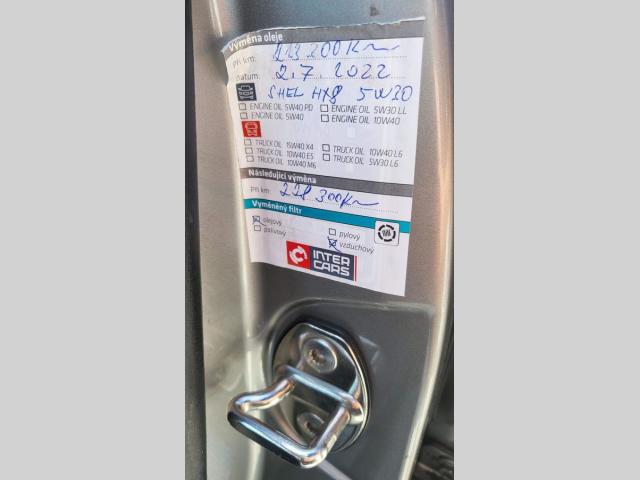 Výměna oleje
při km: 213 200 Km
datum: 2.7.2022
SHEL HX8 5W30
ENGINE OIL 5W40 PD ENGINE OIL 5W30 LL
ENGINE OIL 5W40 ENGINE OIL 10W40
TRUCK OIL 15W40 X4 TRUCK OIL 10W40 L6
TRUCK OIL 10W40 E5 TRUCK OIL 5W30 L6
TRUCK OIL 10W40 M6
Následující výměna
při km: 228 300Km
Vyměněný filtr
olejový pylový
palivový vzduchový
INTER
CARS